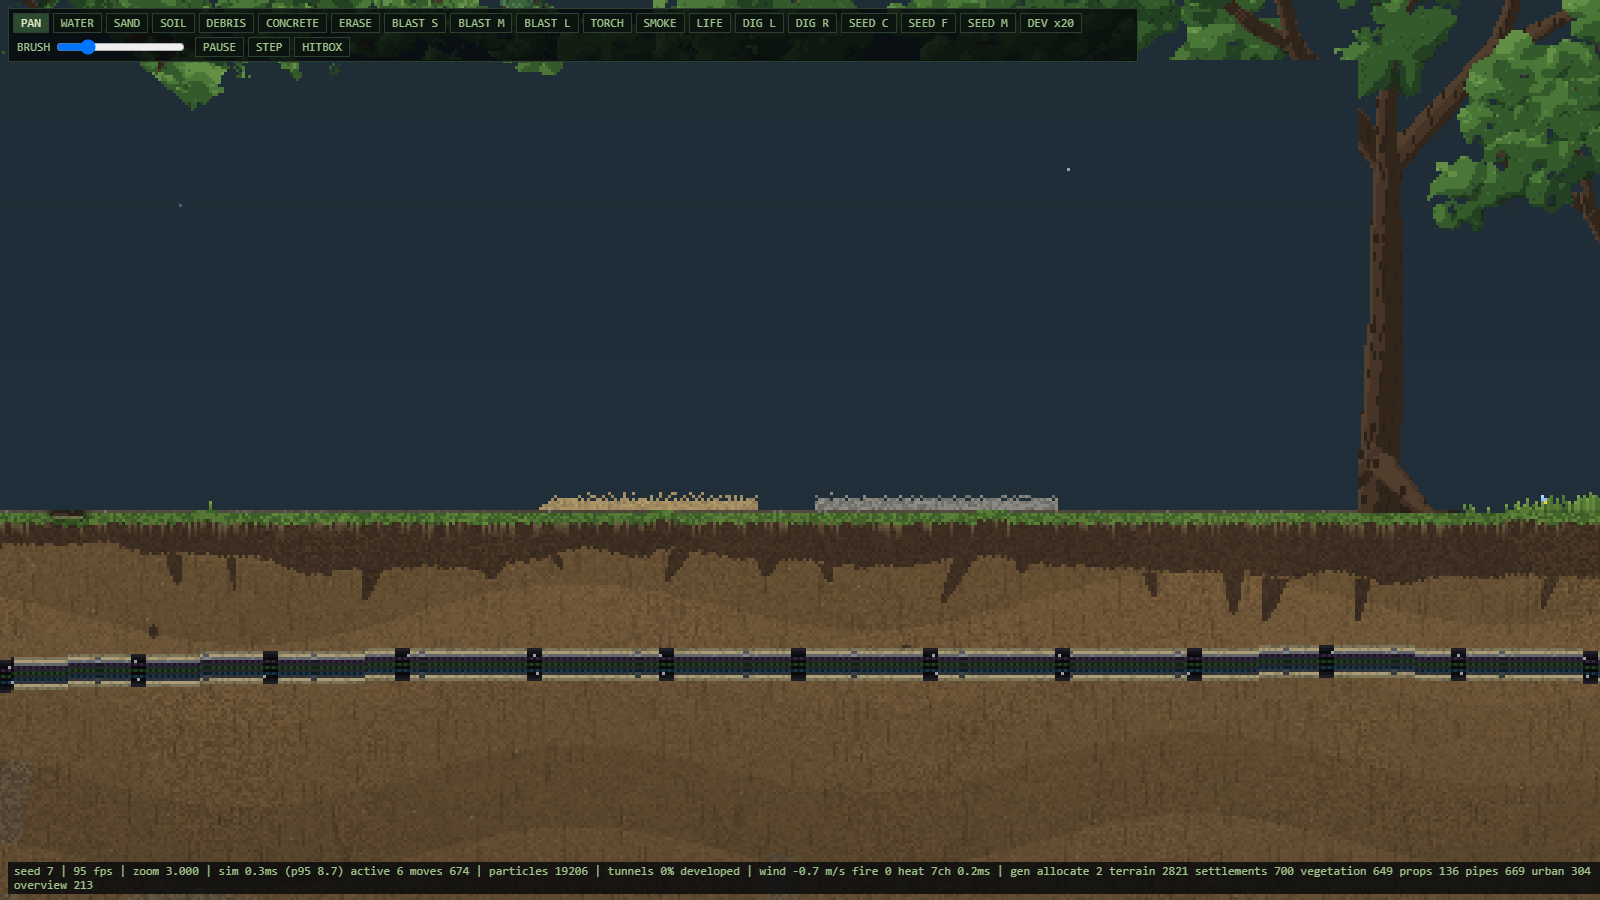 PAN WATER SAND SOIL DEBRIS CONCRETE ERASE BLAST S BLAST M BLAST L TORCH SMOKE LIFE DIG L DIG R SEED C SEED F SEED M DEV x20
BRUSH PAUSE STEP HITBOX
seed 7 | 95 fps | zoom 3.000 | sim 0.3ms (p95 8.7) active 6 moves 674 | particles 19206 | tunnels 0% developed | wind -0.7 m/s fire 0 heat 7ch 0.2ms | gen allocate 2 terrain 2821 settlements 700 vegetation 649 props 136 pipes 669 urban 304
overview 213